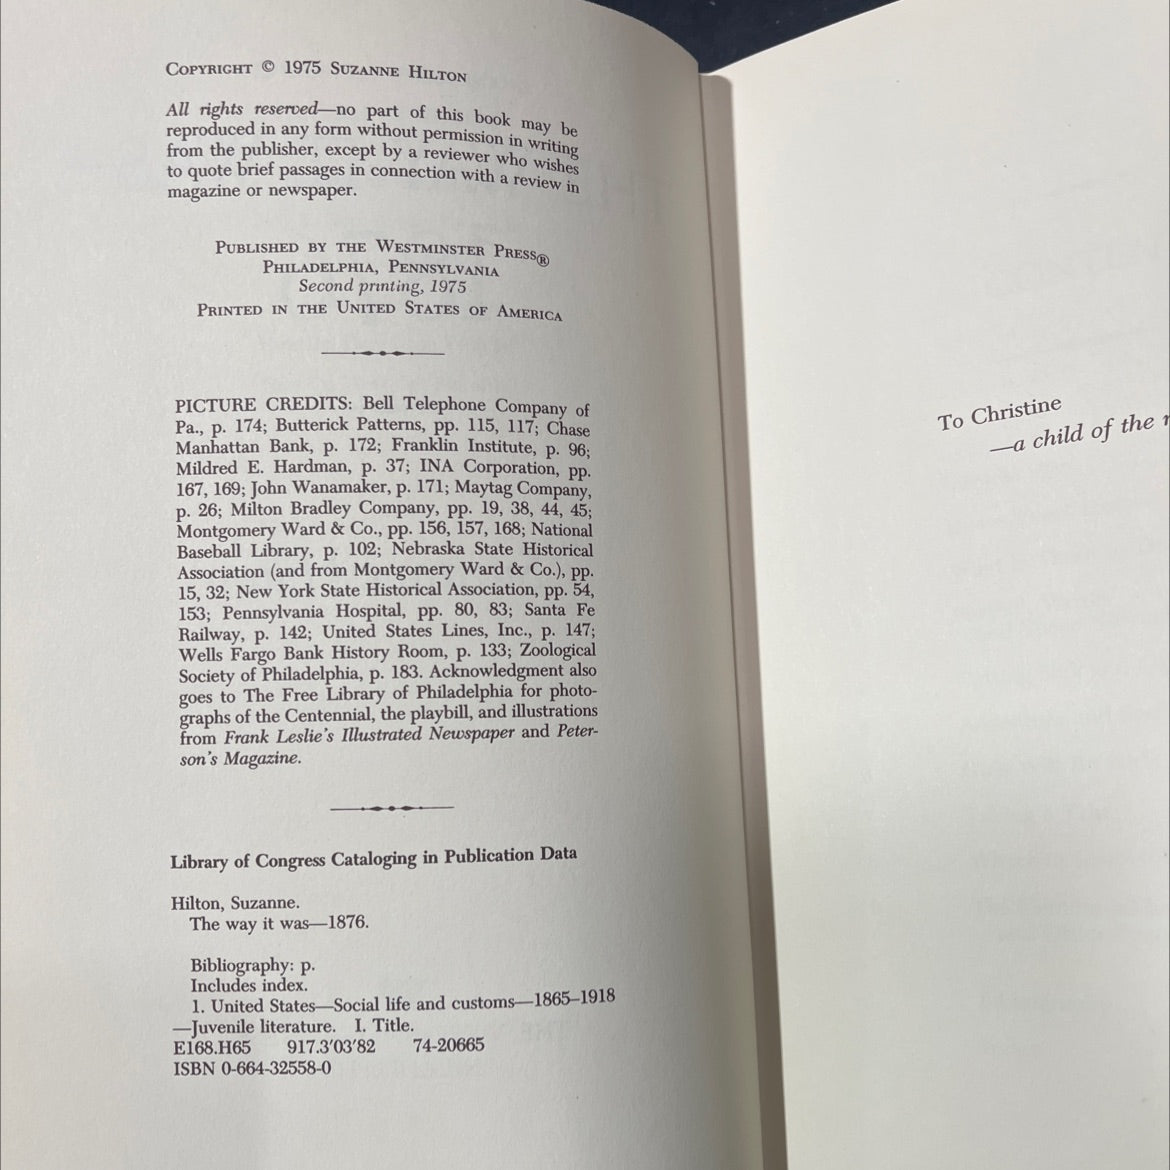 COPYRIGHT © 1975 SUZANNE HILTON
All rights reserved—no part of this book may be
reproduced in any form without permission in writing
from the publisher, except by a reviewer who wishes
to quote brief passages in connection with a review in
magazine or newspaper.
PUBLISHED BY THE WESTMINSTER PRESS®
PHILADELPHIA, PENNSYLVANIA
Second printing, 1975
PRINTED IN THE UNITED STATES OF AMERICA
PICTURE CREDITS: Bell Telephone Company of
Pa., p. 174; Butterick Patterns, pp. 115, 117; Chase
Manhattan Bank, p. 172; Franklin Institute, p. 96;
Mildred E. Hardman, p. 37; INA Corporation, pp.
167, 169; John Wanamaker, p. 171; Maytag Company,
p. 26; Milton Bradley Company, pp. 19, 38, 44, 45;
Montgomery Ward & Co., pp. 156, 157, 168; National
Baseball Library, p. 102; Nebraska State Historical
Association (and from Montgomery Ward & Co.), pp.
15, 32; New York State Historical Association, pp. 54,
153; Pennsylvania Hospital, pp. 80, 83; Santa Fe
Railway, p. 142; United States Lines, Inc., p. 147;
Wells Fargo Bank History Room, p. 133; Zoological
Society of Philadelphia, p. 183. Acknowledgment also
goes to The Free Library of Philadelphia for photo-
graphs of the Centennial, the playbill, and illustrations
from Frank Leslie's Illustrated Newspaper and Peter-
son's Magazine.
Library of Congress Cataloging in Publication Data
Hilton, Suzanne.
The way it was—1876.
Bibliography: p.
Includes index.
1. United States—Social life and customs—1865–1918
—Juvenile literature. I. Title.
E168.H65 917.3'03'82 74-20665
ISBN 0-664-32558-0
To Christine
—a child of the